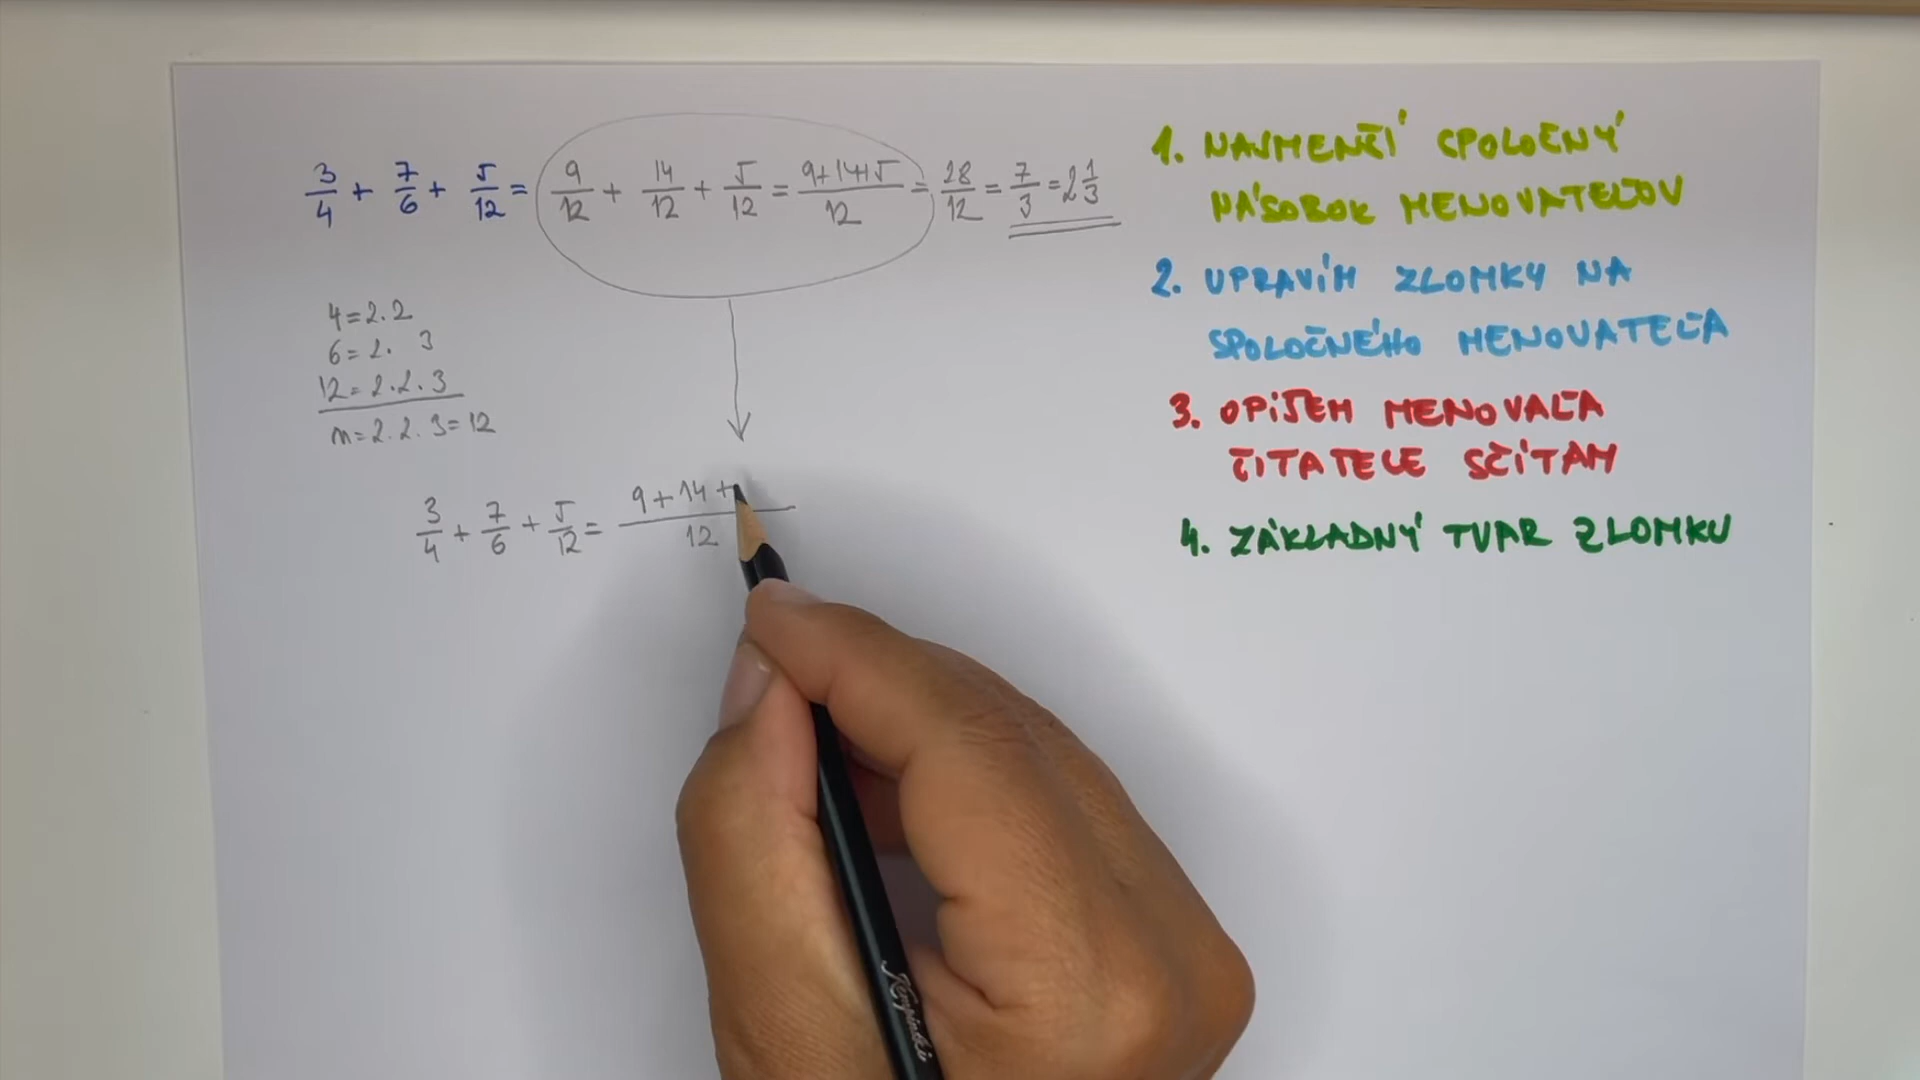 3/4 + 7/6 + 5/12 = 9/12 + 14/12 + 5/12 = 9+14+5/12 = 28/12 = 7/3 = 2 1/3
4 = 2 . 2
6 = 2 . 3
12 = 2 . 2 . 3
n = 2 . 2 . 3 = 12
3/4 + 7/6 + 5/12 = 9 + 14 + /12
1. NAJMENŠÍ SPOLOČNÝ
NÁSOBOK MENOVATEĽOV
2. UPRAVÍM ZLOMKY NA
SPOLOČNÉHO MENOVATEĽA
3. OPÍŠEM MENOVAĽA
ČITATELE SČÍTAM
4. ZÁKLADNÝ TVAR ZLOMKU